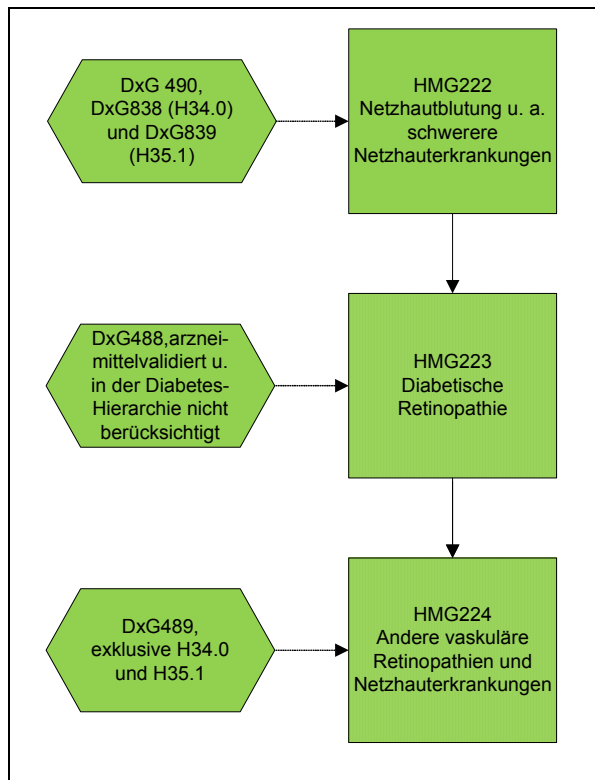 DxG 490,
DxG838 (H34.0)
und DxG839
(H35.1)
HMG222
Netzhautblutung u. a.
schwerere
Netzhauterkrankungen
DxG488,arznei-
mittelvalidiert u.
in der Diabetes-
Hierarchie nicht
berücksichtigt
HMG223
Diabetische
Retinopathie
DxG489,
exklusive H34.0
und H35.1
HMG224
Andere vaskuläre
Retinopathien und
Netzhauterkrankungen